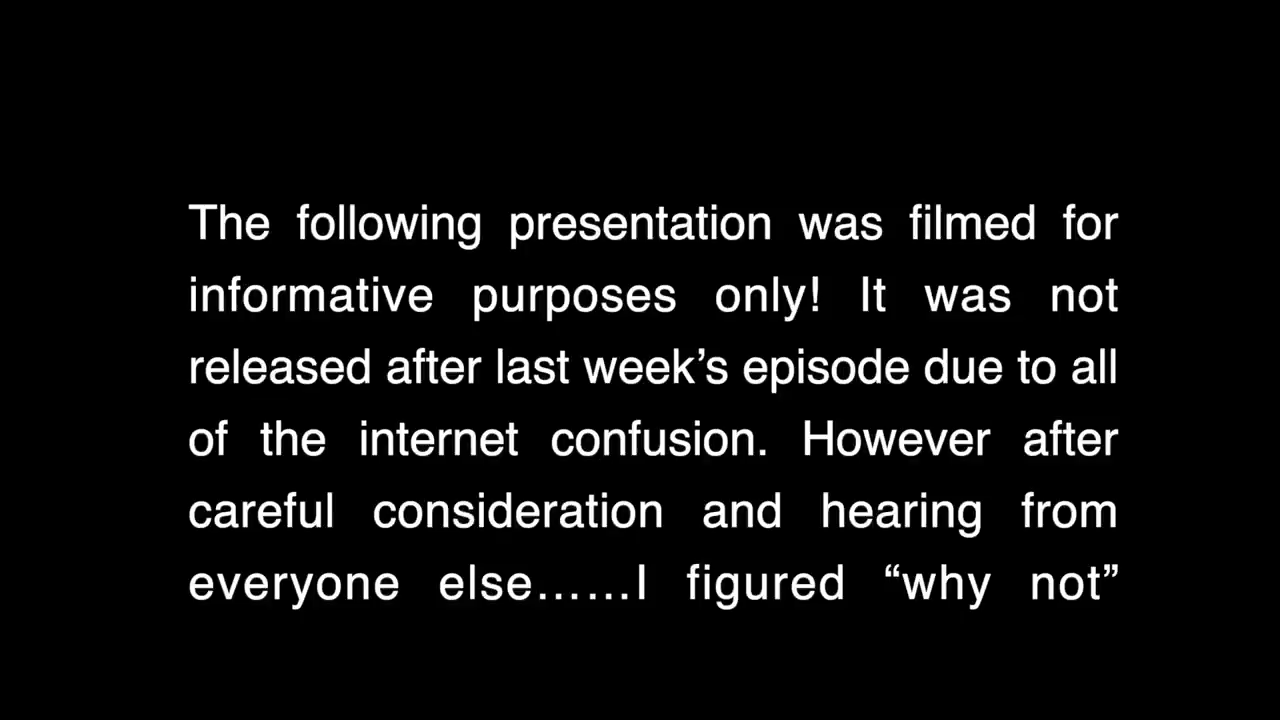 The following presentation was filmed for
informative purposes only! It was not
released after last week’s episode due to all
of the internet confusion. However after
careful consideration and hearing from
everyone else……I figured “why not”